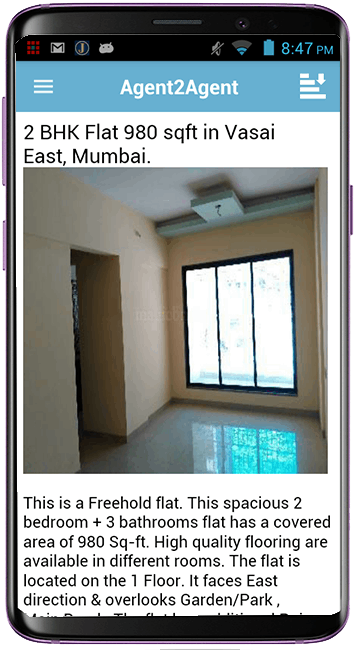 8:47 PM
Agent2Agent
2 BHK Flat 980 sqft in Vasai
East, Mumbai.
This is a Freehold flat. This spacious 2
bedroom + 3 bathrooms flat has a covered
area of 980 Sq-ft. High quality flooring are
available in different rooms. The flat is
located on the 1 Floor. It faces East
direction & overlooks Garden/Park ,